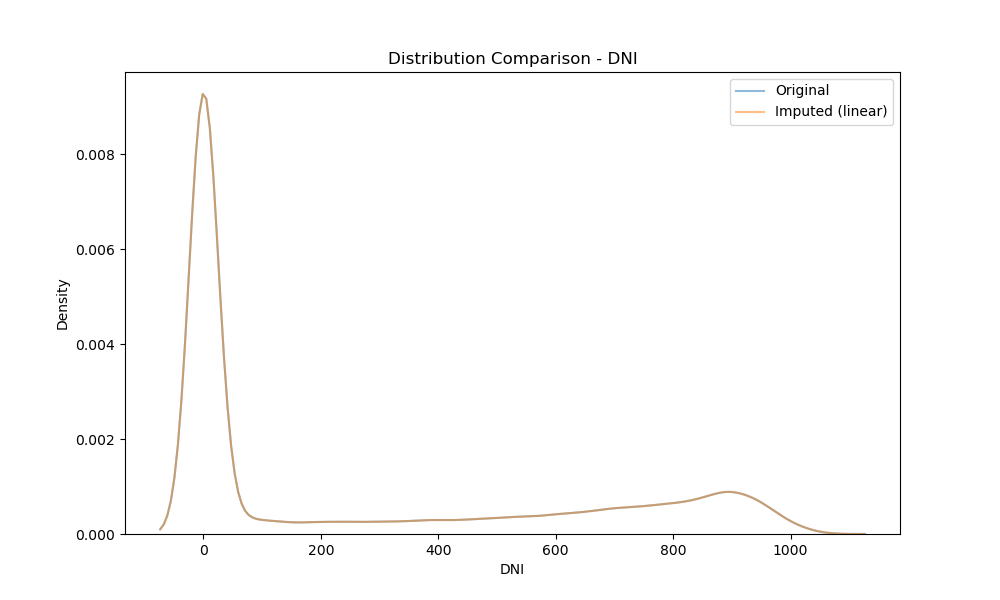 Distribution Comparison - DNI
Original
Imputed (linear)
0.008
0.006
0.004
0.002
0.000
Density
0
200
400
600
800
1000
DNI